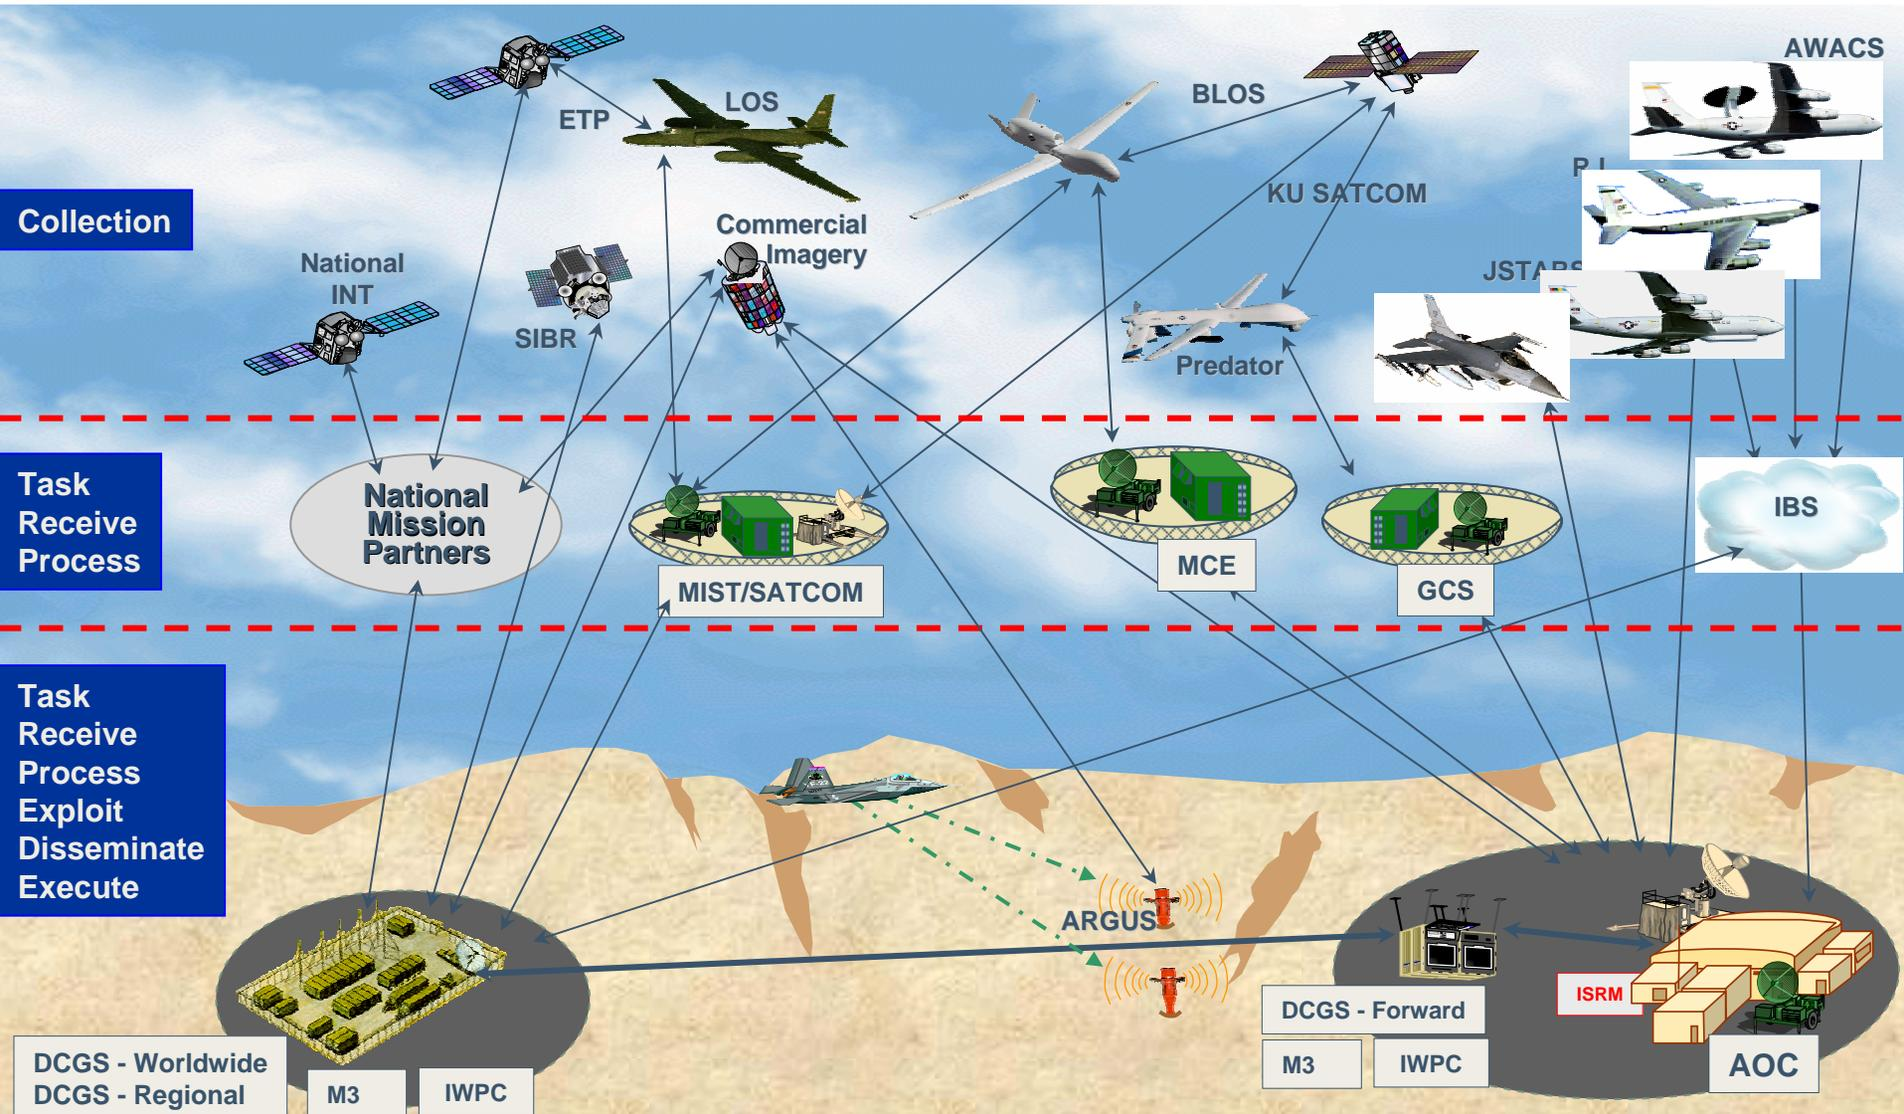 AWACS
LOS
BLOS
ETP
RJ
KU SATCOM
Collection
Commercial
Imagery
National
INT
JSTARS
SIBR
Predator
Task
Receive
Process
National
Mission
Partners
IBS
MCE
MIST/SATCOM
GCS
Task
Receive
Process
Exploit
Disseminate
Execute
ARGUS
ISRM
DCGS - Forward
DCGS - Worldwide
DCGS - Regional
M3
IWPC
M3
IWPC
AOC